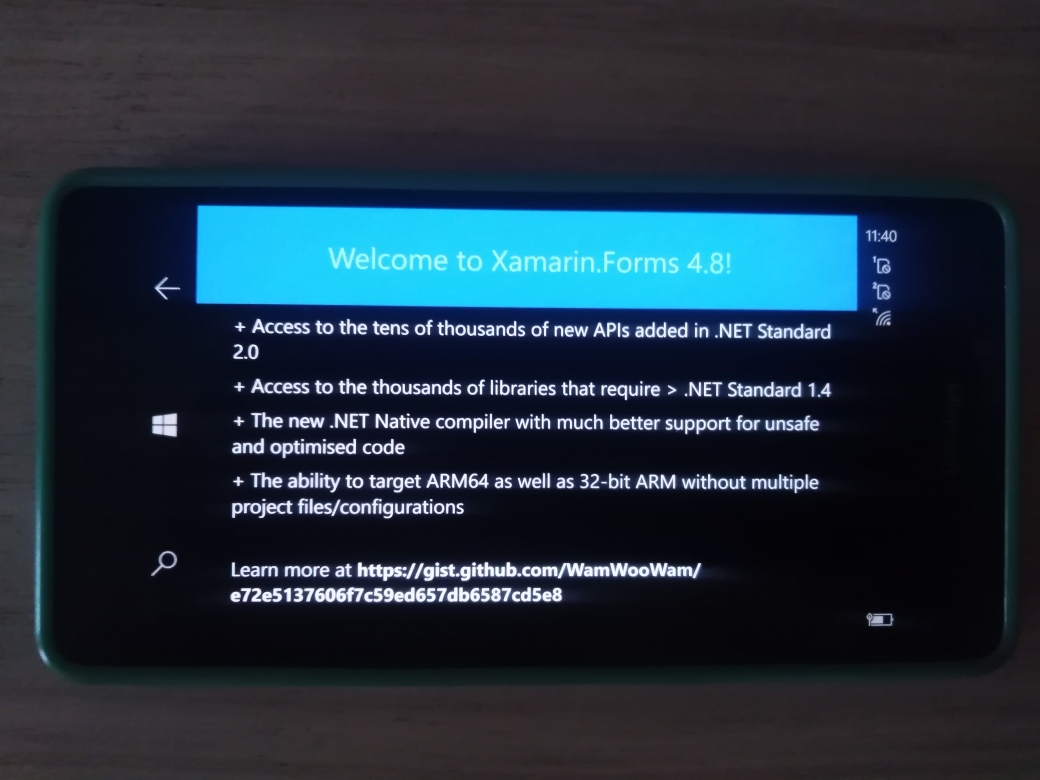 Welcome to Xamarin.Forms 4.8!
11:40
1
2
+ Access to the tens of thousands of new APIs added in .NET Standard
2.0
+ Access to the thousands of libraries that require > .NET Standard 1.4
+ The new .NET Native compiler with much better support for unsafe
and optimised code
+ The ability to target ARM64 as well as 32-bit ARM without multiple
project files/configurations
Learn more at https://gist.github.com/WamWooWam/
e72e5137606f7c59ed657db6587cd5e8